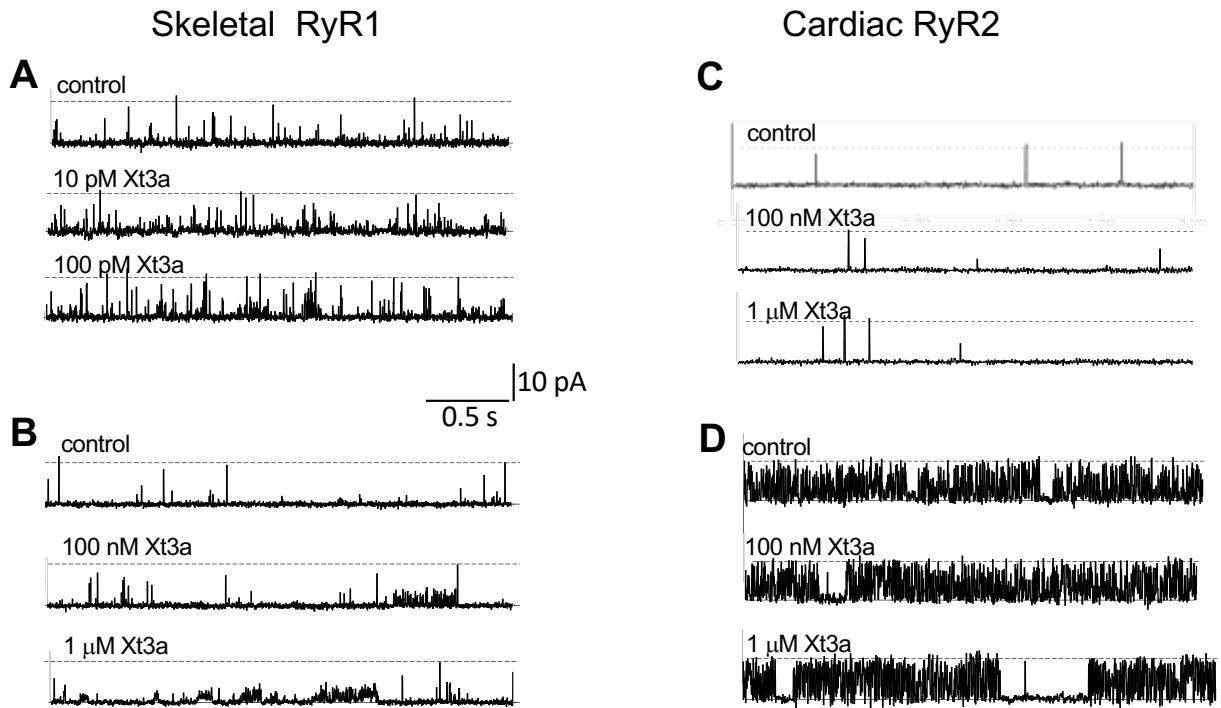 Skeletal RyR1
Cardiac RyR2
A
control
10 pM Xt3a
100 pM Xt3a
10 pA
0.5 s
B
control
100 nM Xt3a
1 μM Xt3a
C
control
100 nM Xt3a
1 μM Xt3a
D
control
100 nM Xt3a
1 μM Xt3a